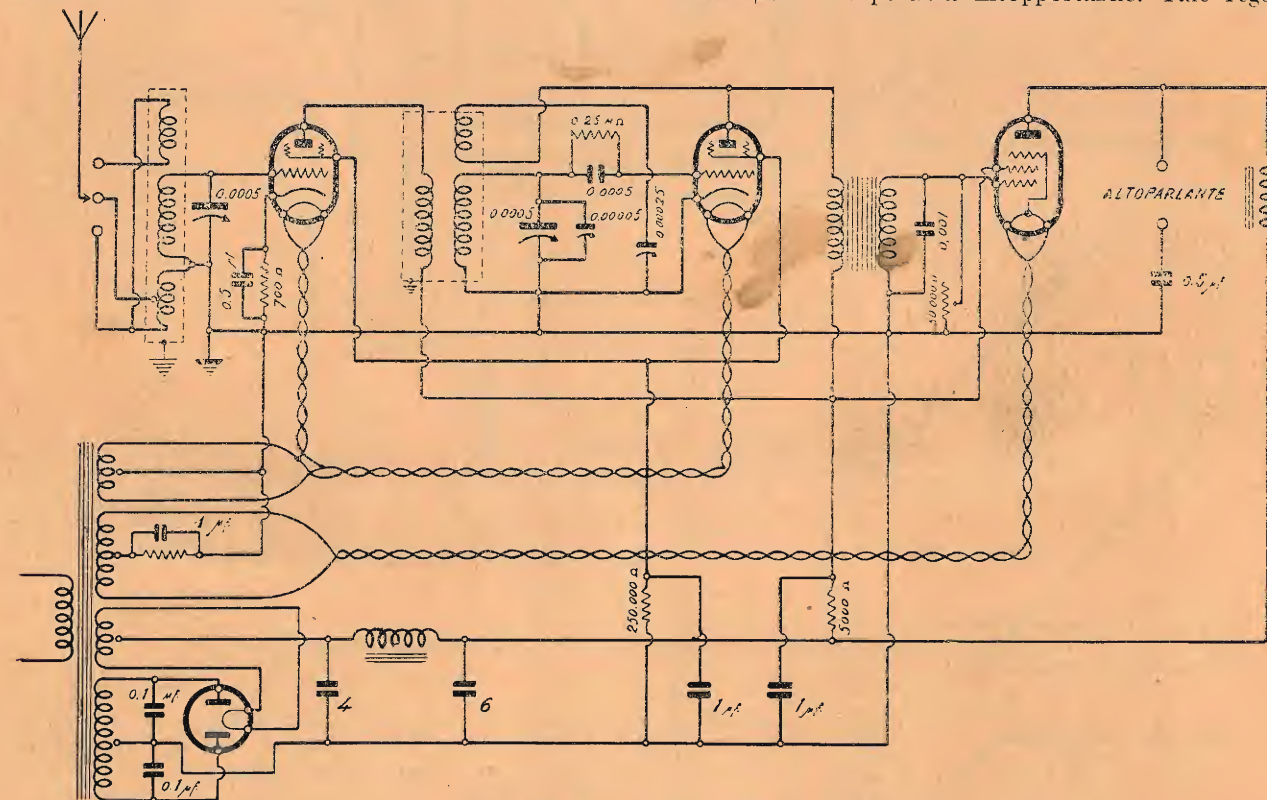 Tale
0.25 MΩ
0.0005
0.0005
0.0005
0.00005
0.00025
0,001
ALTOPARLANTE
0.5 µf
0.5 µf
700 Ω
1 µf.
250.000 Ω
5000 Ω
4
6
1 µf.
1 µf.
0.1 µf.
0.1 µf.